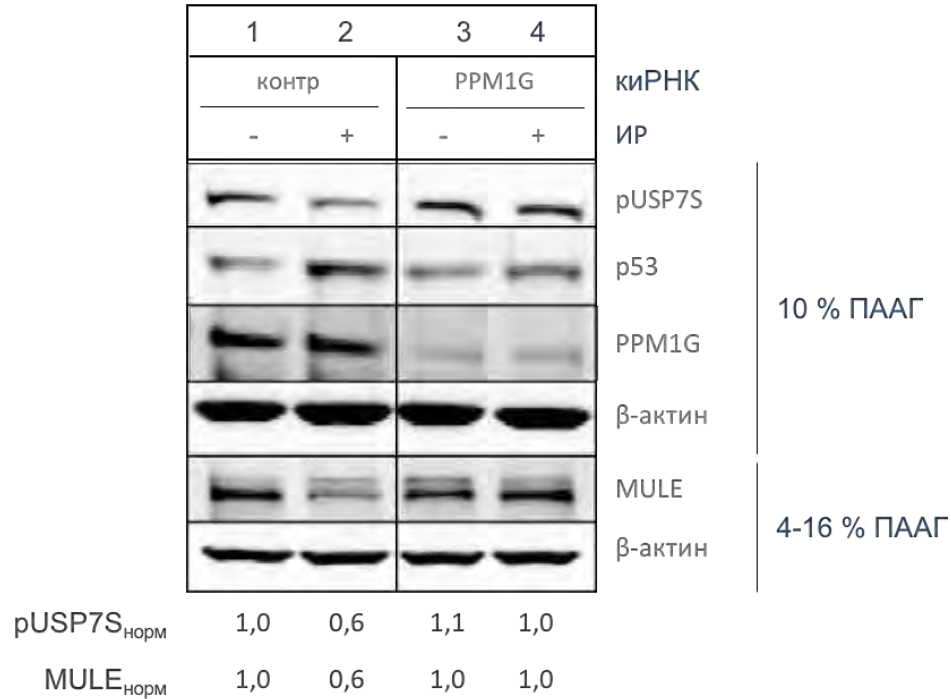 1 2 3 4
контр PPM1G киРНК
- + - + ИР
pUSP7S
p53
10 % ПААГ
PPM1G
β-актин
MULE
4-16 % ПААГ
β-актин
pUSP7Sнорм 1,0 0,6 1,1 1,0
MULEнорм 1,0 0,6 1,0 1,0